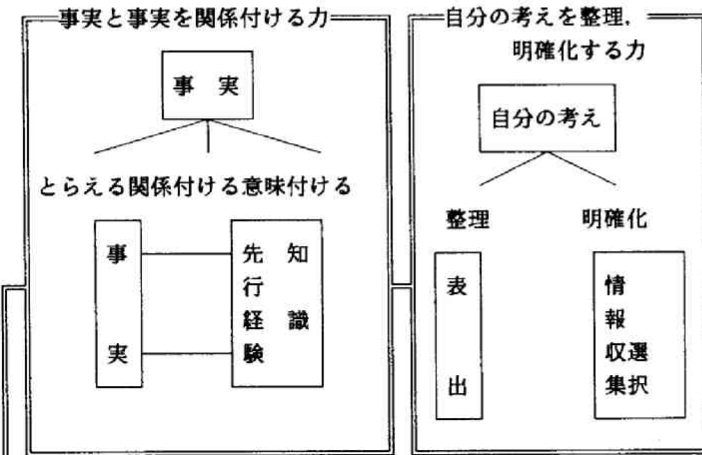 事実と事実を関係付ける力
事 実
とらえる関係付ける意味付ける
事実
先行経験
知識
自分の考えを整理,
明確化する力
自分の考え
整理 明確化
表出
情報収集
選択